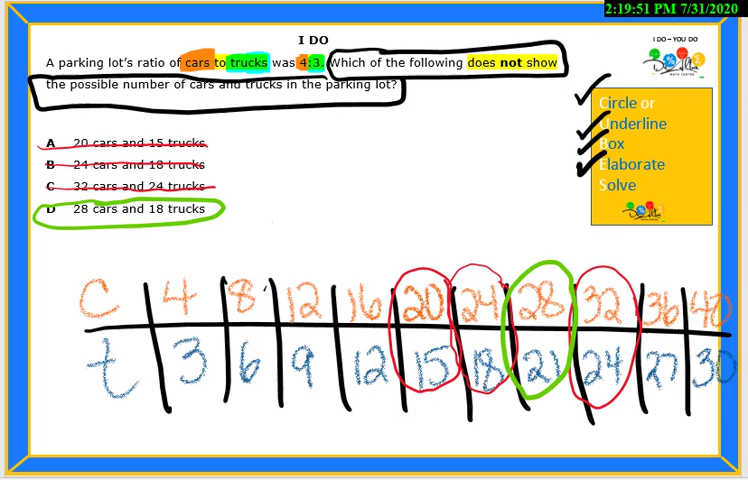 2:19:51 PM 7/31/2020
I DO
I DO – YOU DO
A parking lot's ratio of cars to trucks was 4:3. Which of the following does not show
the possible number of cars and trucks in the parking lot?
MATH CENTER
Circle or
Underline
Box
Elaborate
Solve
A 20 cars and 15 trucks
B 24 cars and 18 trucks
C 32 cars and 24 trucks
D 28 cars and 18 trucks
C 4 8 12 16 20 24 28 32 36 40
t 3 6 9 12 15 18 21 24 27 30